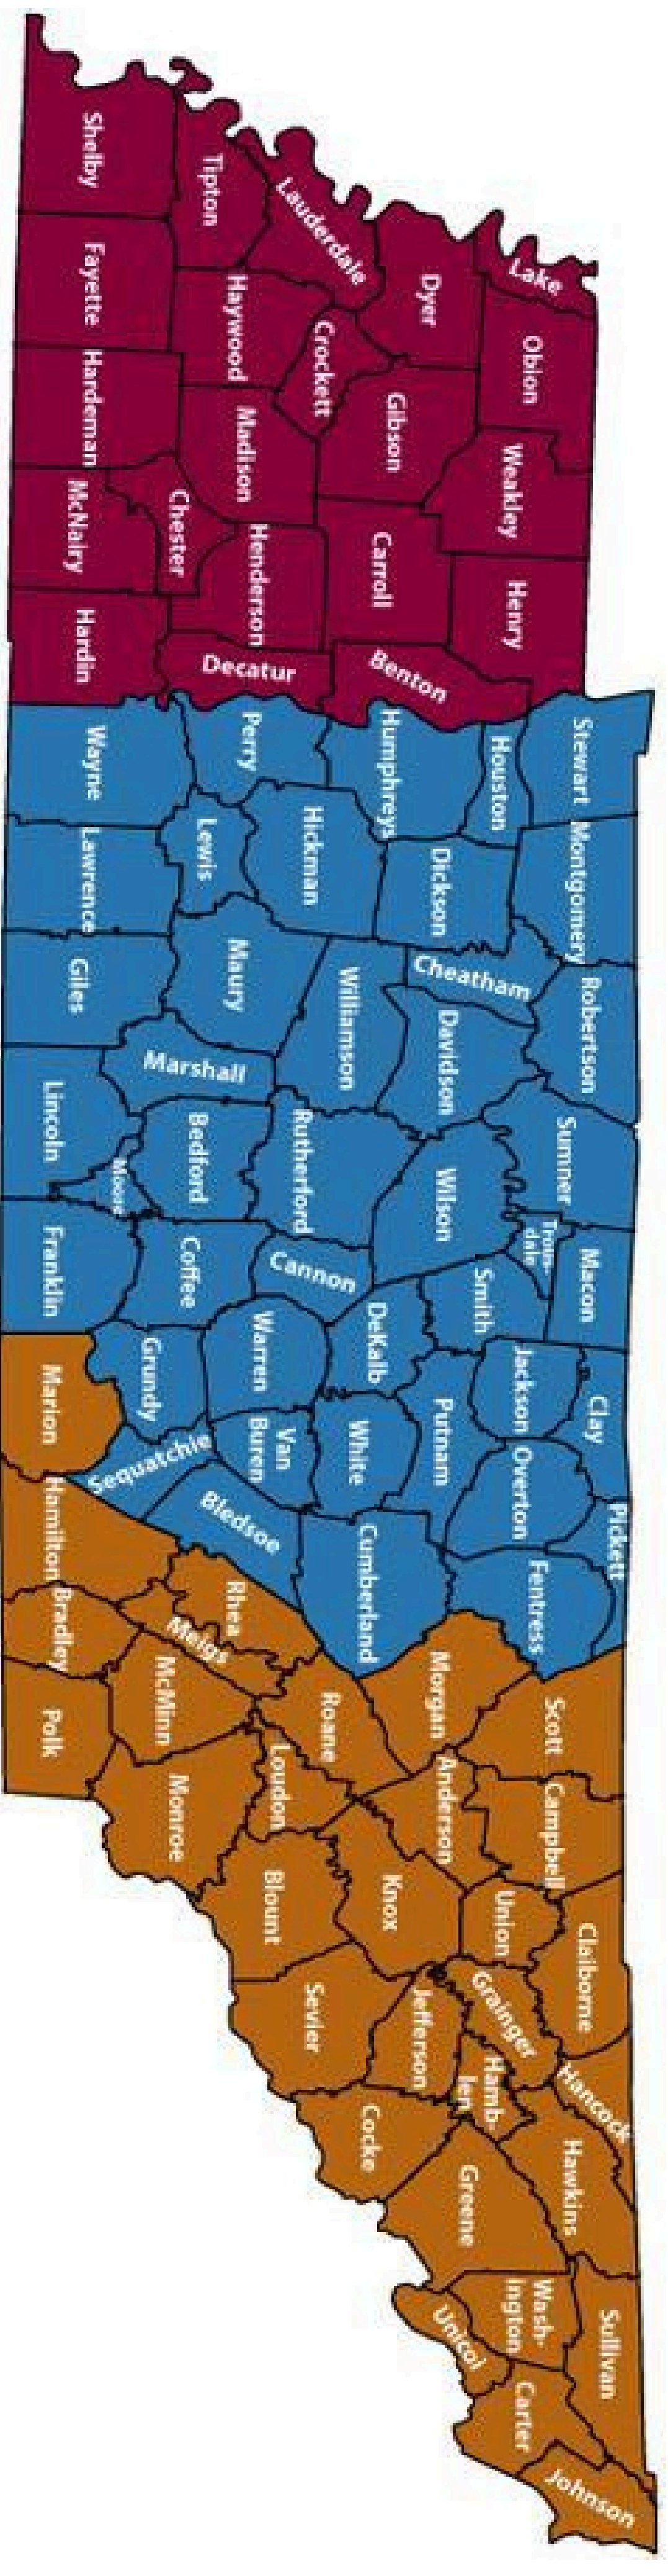 Lake
Obion
Weakley
Henry
Stewart
Montgomery
Robertson
Sumner
Macon
Trous-
dale
Clay
Pickett
Scott
Campbell
Claiborne
Hancock
Hawkins
Sullivan
Johnson
Dyer
Gibson
Carroll
Benton
Houston
Humphreys
Dickson
Cheatham
Davidson
Wilson
Smith
Jackson
Overton
Fentress
Putnam
Morgan
Anderson
Union
Grainger
Hamb-
len
Greene
Wash-
ington
Unicoi
Carter
Lauderdale
Crockett
Tipton
Haywood
Madison
Henderson
Decatur
Perry
Hickman
Williamson
Rutherford
Cannon
DeKalb
White
Cumberland
Roane
Loudon
Knox
Jefferson
Sevier
Cocke
Chester
Lewis
Maury
Marshall
Bedford
Coffee
Warren
Van
Buren
Grundy
Sequatchie
Bledsoe
Rhea
Meigs
McMinn
Monroe
Blount
Shelby
Fayette
Hardeman
McNairy
Hardin
Wayne
Lawrence
Giles
Lincoln
Moore
Franklin
Marion
Hamilton
Bradley
Polk